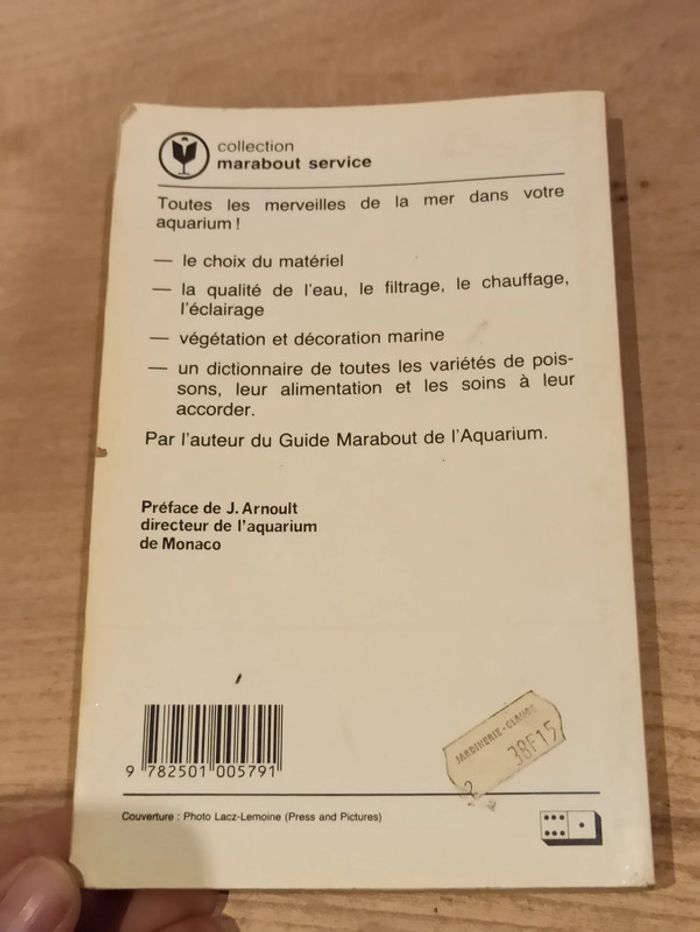 collection
marabout service
Toutes les merveilles de la mer dans votre
aquarium !
— le choix du matériel
— la qualité de l'eau, le filtrage, le chauffage,
l'éclairage
— végétation et décoration marine
— un dictionnaire de toutes les variétés de pois-
sons, leur alimentation et les soins à leur
accorder.
Par l'auteur du Guide Marabout de l'Aquarium.
Préface de J. Arnoult
directeur de l'aquarium
de Monaco
JARDINERIE-CLAUDE
38F15
9 782501 005791
Couverture : Photo Lacz-Lemoine (Press and Pictures)